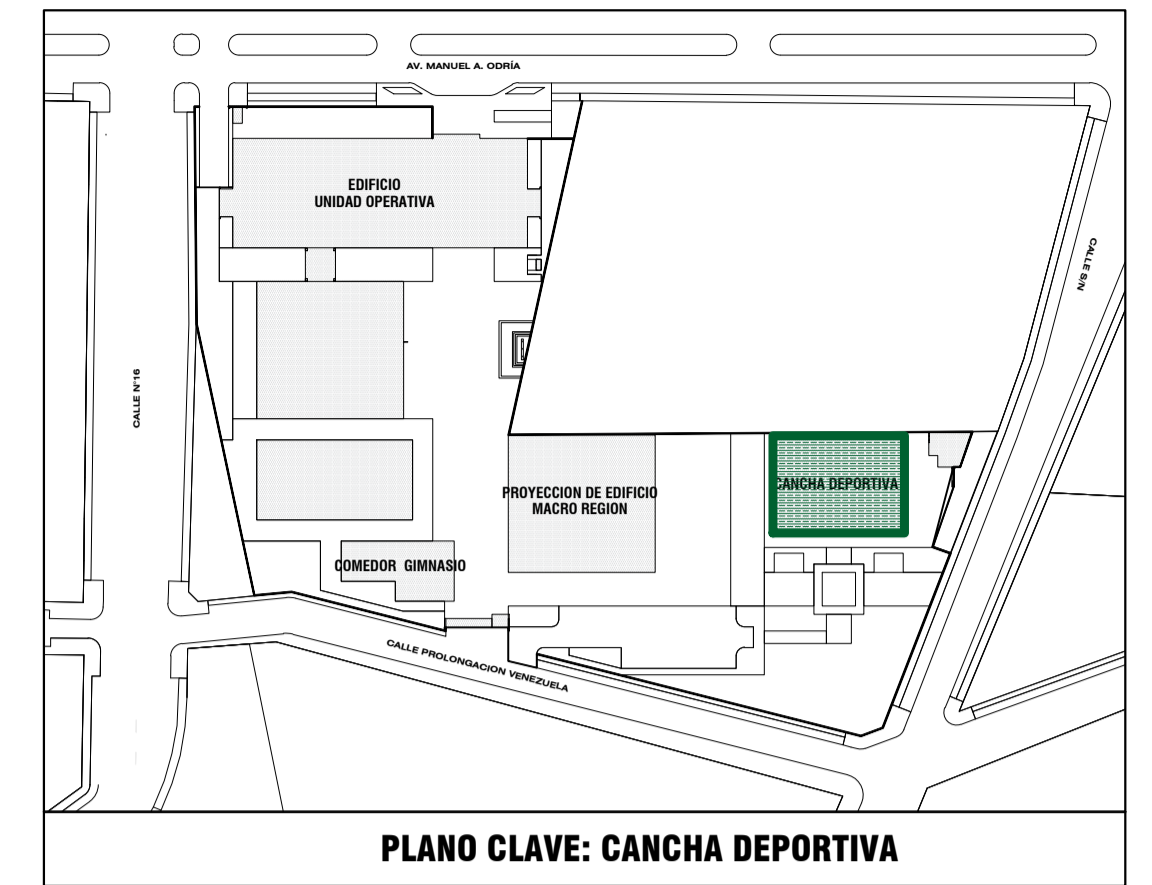 AV. MANUEL A. ODRÍA
EDIFICIO
UNIDAD OPERATIVA
CALLE S/N
CALLE N°16
CANCHA DEPORTIVA
PROYECCION DE EDIFICIO
MACRO REGION
COMEDOR GIMNASIO
CALLE PROLONGACION VENEZUELA
PLANO CLAVE: CANCHA DEPORTIVA